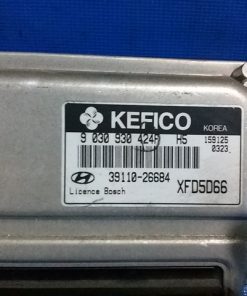 KEFICO
KOREA
9 030 930 424F H5
159125
0323
39110-26684
Licence Bosch
XFD5D66